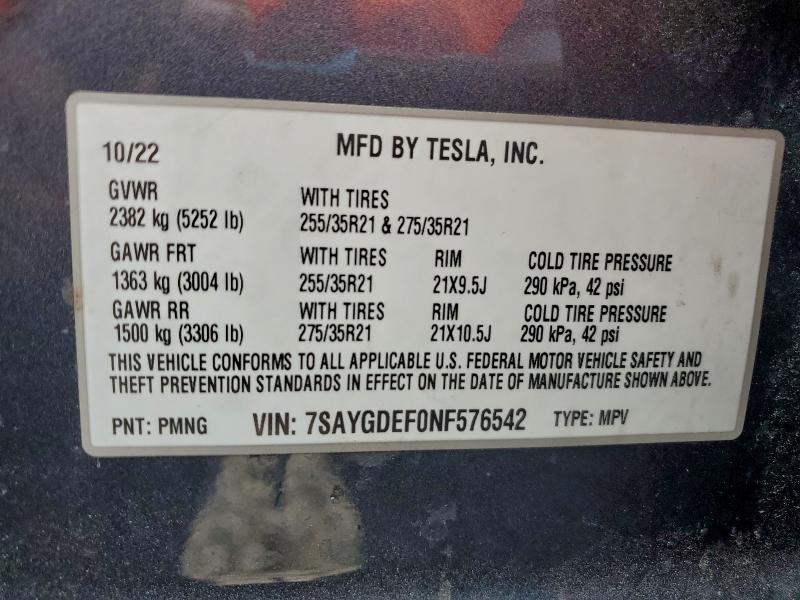 10/22 MFD BY TESLA, INC.
GVWR WITH TIRES
2382 kg (5252 lb) 255/35R21 & 275/35R21
GAWR FRT WITH TIRES RIM COLD TIRE PRESSURE
1363 kg (3004 lb) 255/35R21 21X9.5J 290 kPa, 42 psi
GAWR RR WITH TIRES RIM COLD TIRE PRESSURE
1500 kg (3306 lb) 275/35R21 21X10.5J 290 kPa, 42 psi
THIS VEHICLE CONFORMS TO ALL APPLICABLE U.S. FEDERAL MOTOR VEHICLE SAFETY AND
THEFT PREVENTION STANDARDS IN EFFECT ON THE DATE OF MANUFACTURE SHOWN ABOVE.
PNT: PMNG VIN: 7SAYGDEF0NF576542 TYPE: MPV